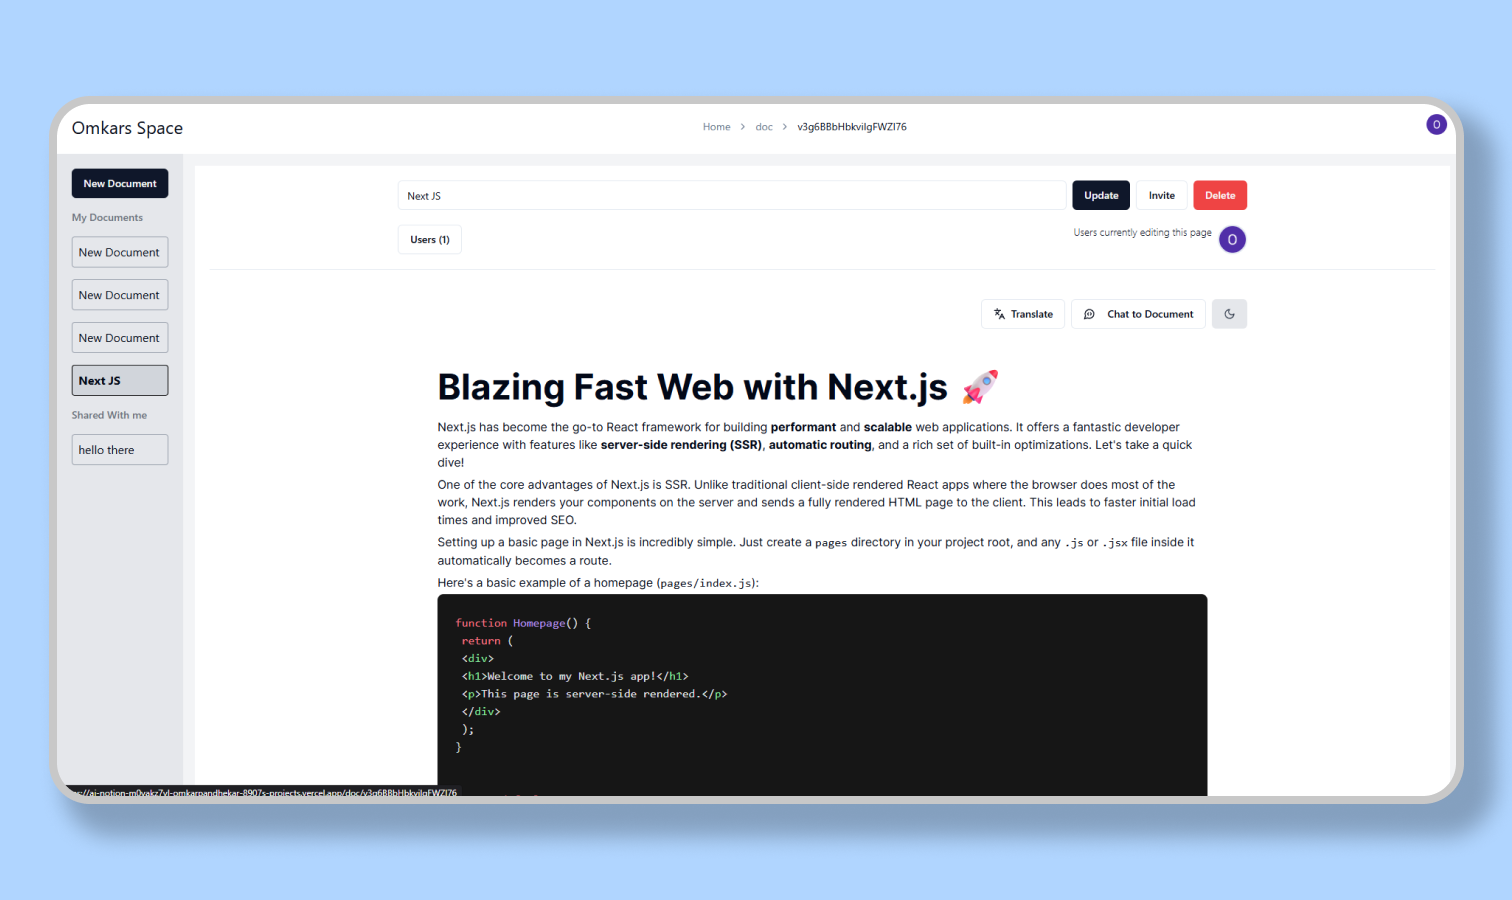 Omkars Space
Home > doc > v3g6BBbHbkvilgFWZI76
O
New Document
My Documents
New Document
New Document
New Document
Next JS
Shared With me
hello there
Next JS
Update
Invite
Delete
Users (1)
Users currently editing this page
O
Translate
Chat to Document
Blazing Fast Web with Next.js 🚀
Next.js has become the go-to React framework for building performant and scalable web applications. It offers a fantastic developer
experience with features like server-side rendering (SSR), automatic routing, and a rich set of built-in optimizations. Let's take a quick
dive!
One of the core advantages of Next.js is SSR. Unlike traditional client-side rendered React apps where the browser does most of the
work, Next.js renders your components on the server and sends a fully rendered HTML page to the client. This leads to faster initial load
times and improved SEO.
Setting up a basic page in Next.js is incredibly simple. Just create a pages directory in your project root, and any .js or .jsx file inside it
automatically becomes a route.
Here's a basic example of a homepage (pages/index.js):
function Homepage() {
return (
<div>
<h1>Welcome to my Next.js app!</h1>
<p>This page is server-side rendered.</p>
</div>
);
}
//ai-notion-m0vakz7vl-omkarpandhekar-8907s-projects.vercel.app/doc/v3g6BBbHbkvilgFWZI76